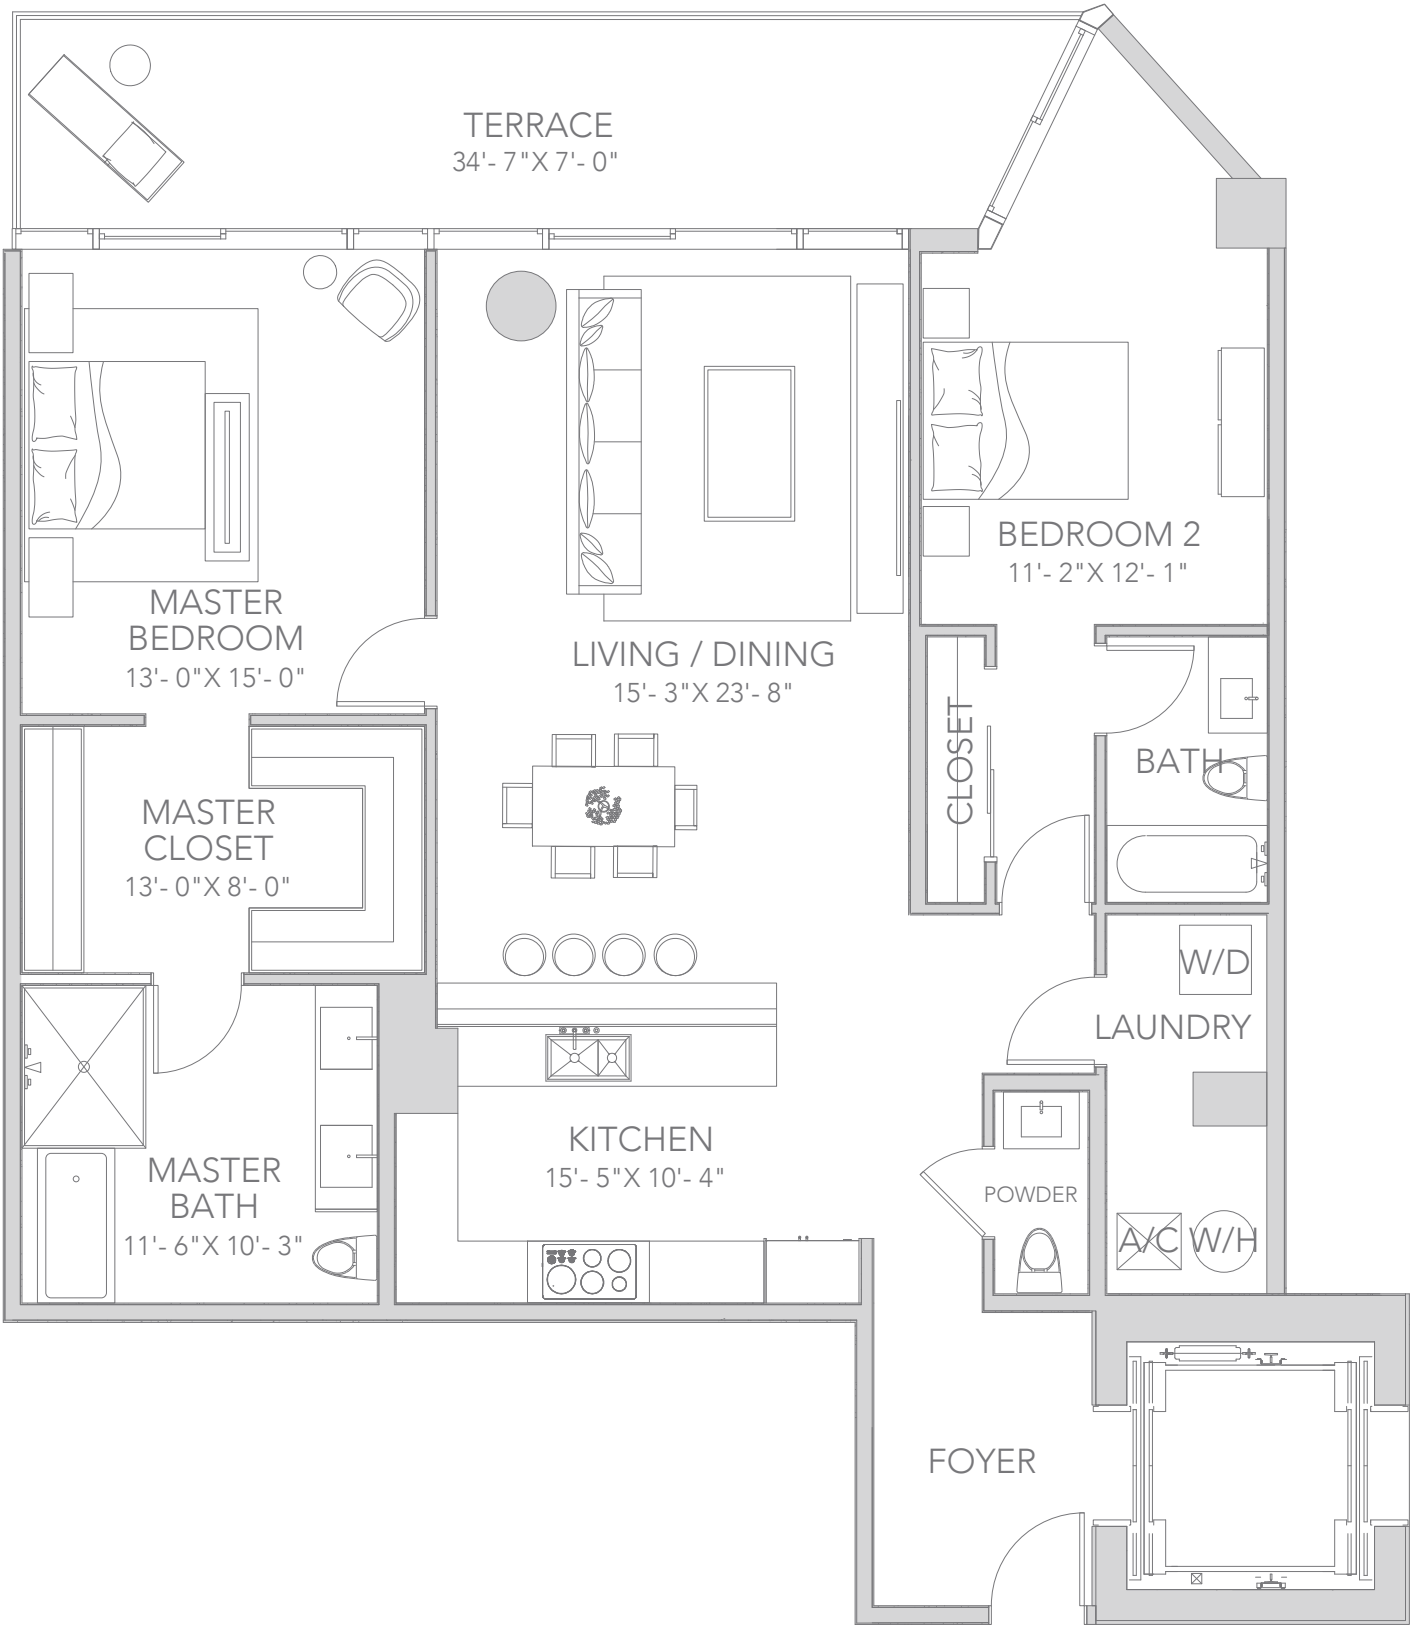 TERRACE
34'- 7"X 7'- 0"
BEDROOM 2
11'- 2"X 12'- 1"
MASTER
BEDROOM
13'- 0"X 15'- 0"
LIVING / DINING
15'- 3"X 23'- 8"
CLOSET
BATH
MASTER
CLOSET
13'- 0"X 8'- 0"
W/D
LAUNDRY
KITCHEN
15'- 5"X 10'- 4"
MASTER
BATH
11'- 6"X 10'- 3"
POWDER
A/C W/H
FOYER